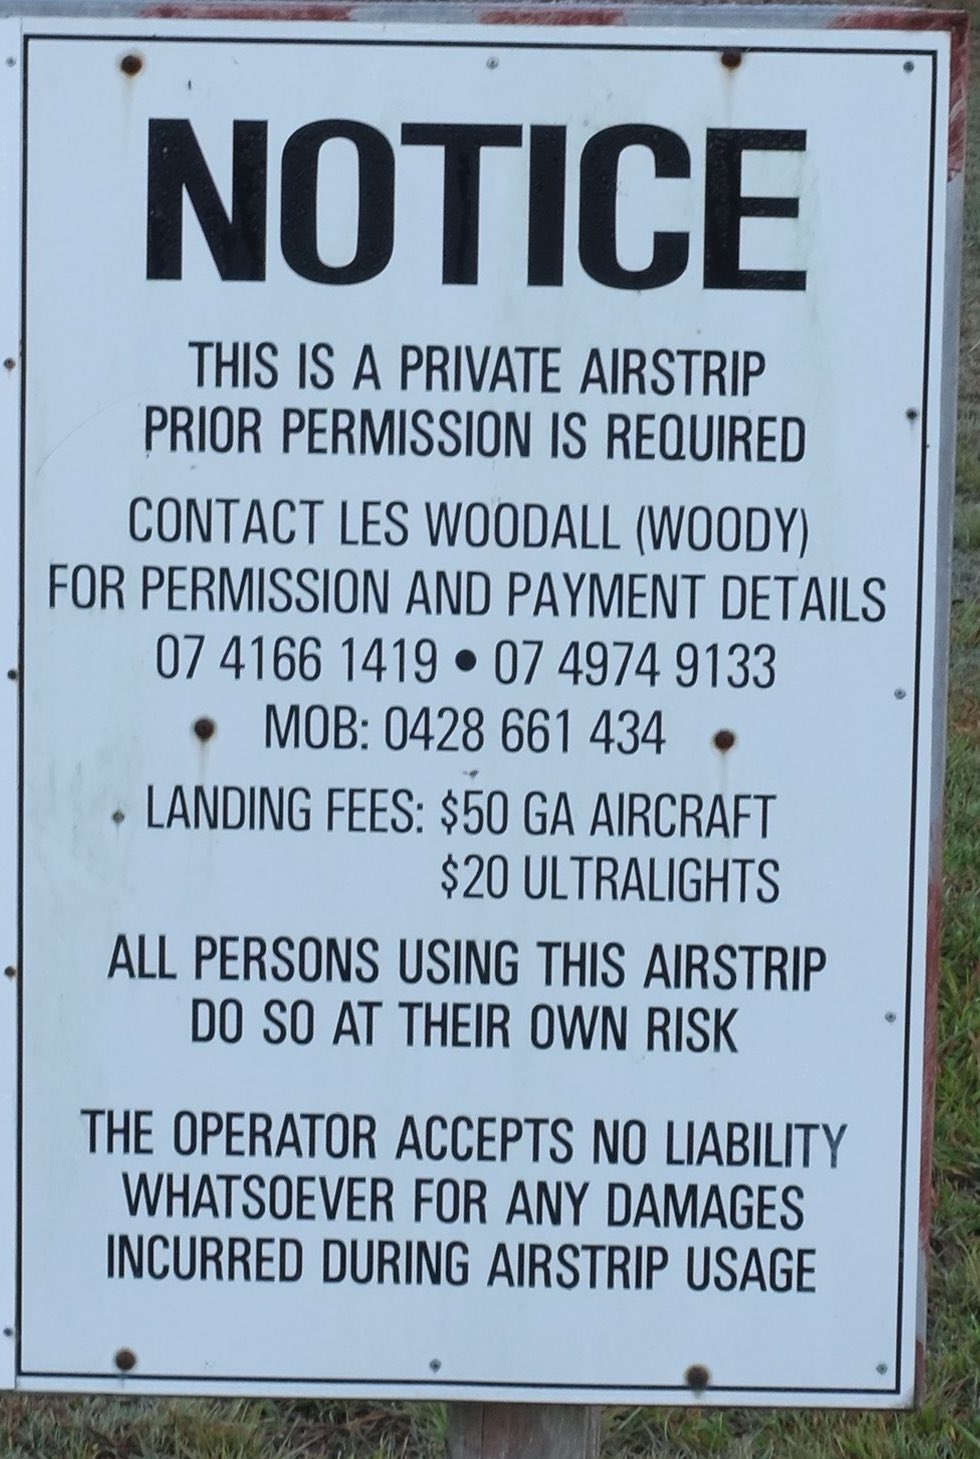 NOTICE
THIS IS A PRIVATE AIRSTRIP
PRIOR PERMISSION IS REQUIRED
CONTACT LES WOODALL (WOODY)
FOR PERMISSION AND PAYMENT DETAILS
07 4166 1419 • 07 4974 9133
MOB: 0428 661 434
LANDING FEES: $50 GA AIRCRAFT
$20 ULTRALIGHTS
ALL PERSONS USING THIS AIRSTRIP
DO SO AT THEIR OWN RISK
THE OPERATOR ACCEPTS NO LIABILITY
WHATSOEVER FOR ANY DAMAGES
INCURRED DURING AIRSTRIP USAGE